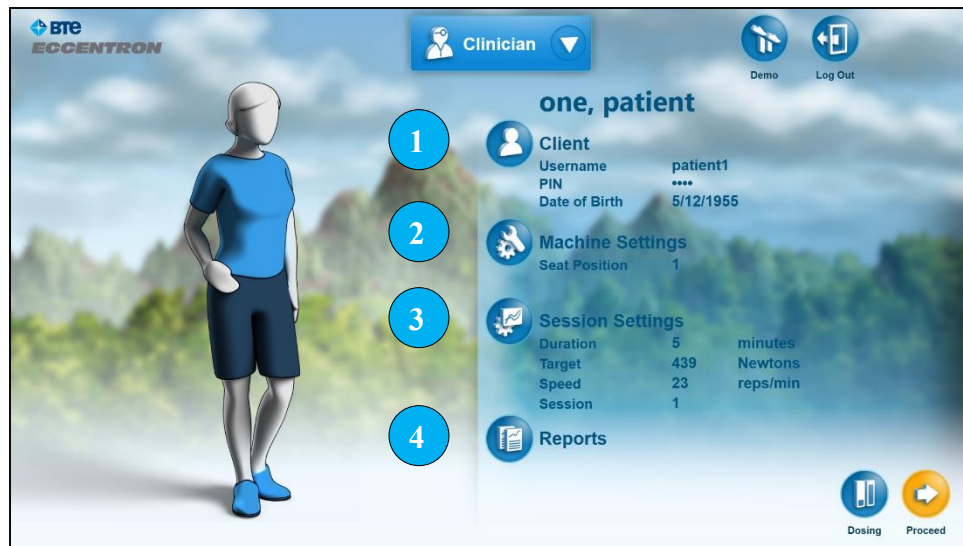 BTE
ECCENTRON
Clinician
Demo
Log Out
one, patient
1
Client
Username patient1
PIN ••••
Date of Birth 5/12/1955
2
Machine Settings
Seat Position 1
3
Session Settings
Duration 5 minutes
Target 439 Newtons
Speed 23 reps/min
Session 1
4
Reports
Dosing
Proceed